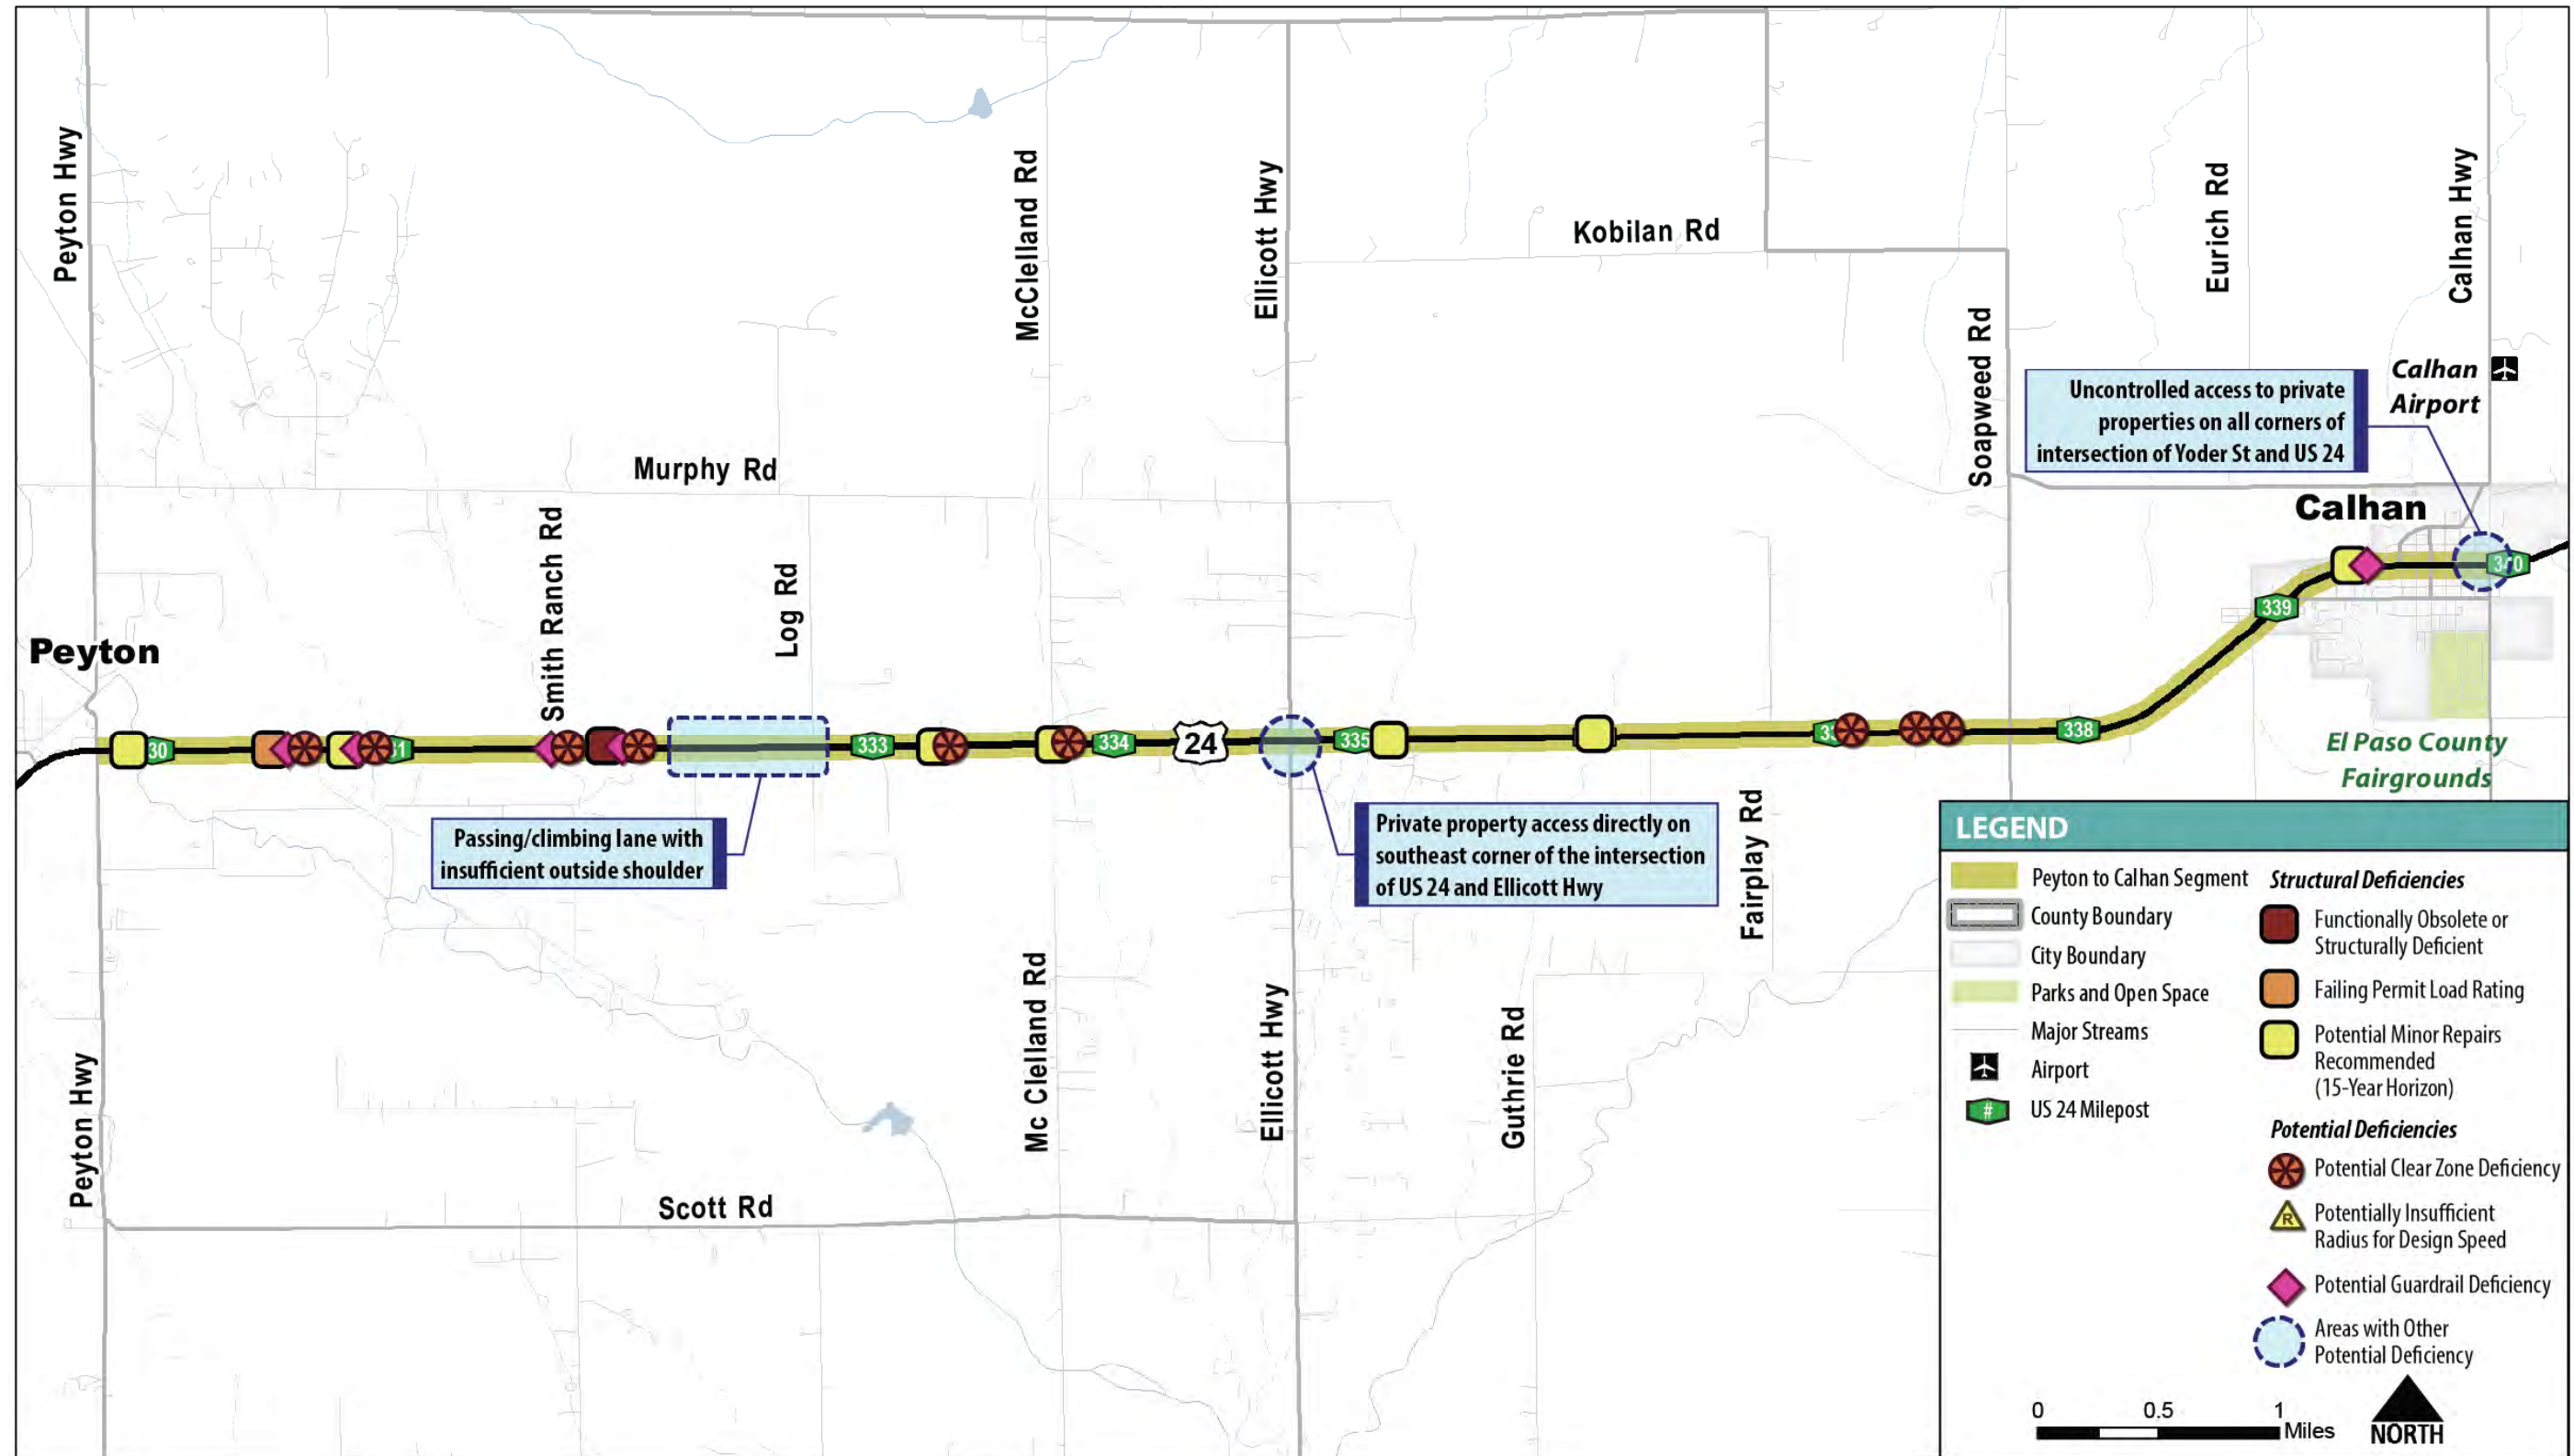 Peyton Hwy
McClelland Rd
Ellicott Hwy
Kobilan Rd
Eurich Rd
Calhan Hwy
Soapweed Rd
Calhan
Airport
Uncontrolled access to private
properties on all corners of
intersection of Yoder St and US 24
Murphy Rd
Smith Ranch Rd
Log Rd
Calhan
Peyton
30
31
333
334
24
335
33
338
339
340
El Paso County
Fairgrounds
Passing/climbing lane with
insufficient outside shoulder
Private property access directly on
southeast corner of the intersection
of US 24 and Ellicott Hwy
Fairplay Rd
Peyton Hwy
Mc Clelland Rd
Ellicott Hwy
Guthrie Rd
Scott Rd
LEGEND
Peyton to Calhan Segment
County Boundary
City Boundary
Parks and Open Space
Major Streams
Airport
#
US 24 Milepost
Structural Deficiencies
Functionally Obsolete or
Structurally Deficient
Failing Permit Load Rating
Potential Minor Repairs
Recommended
(15-Year Horizon)
Potential Deficiencies
Potential Clear Zone Deficiency
R
Potentially Insufficient
Radius for Design Speed
Potential Guardrail Deficiency
Areas with Other
Potential Deficiency
0 0.5 1
Miles
NORTH